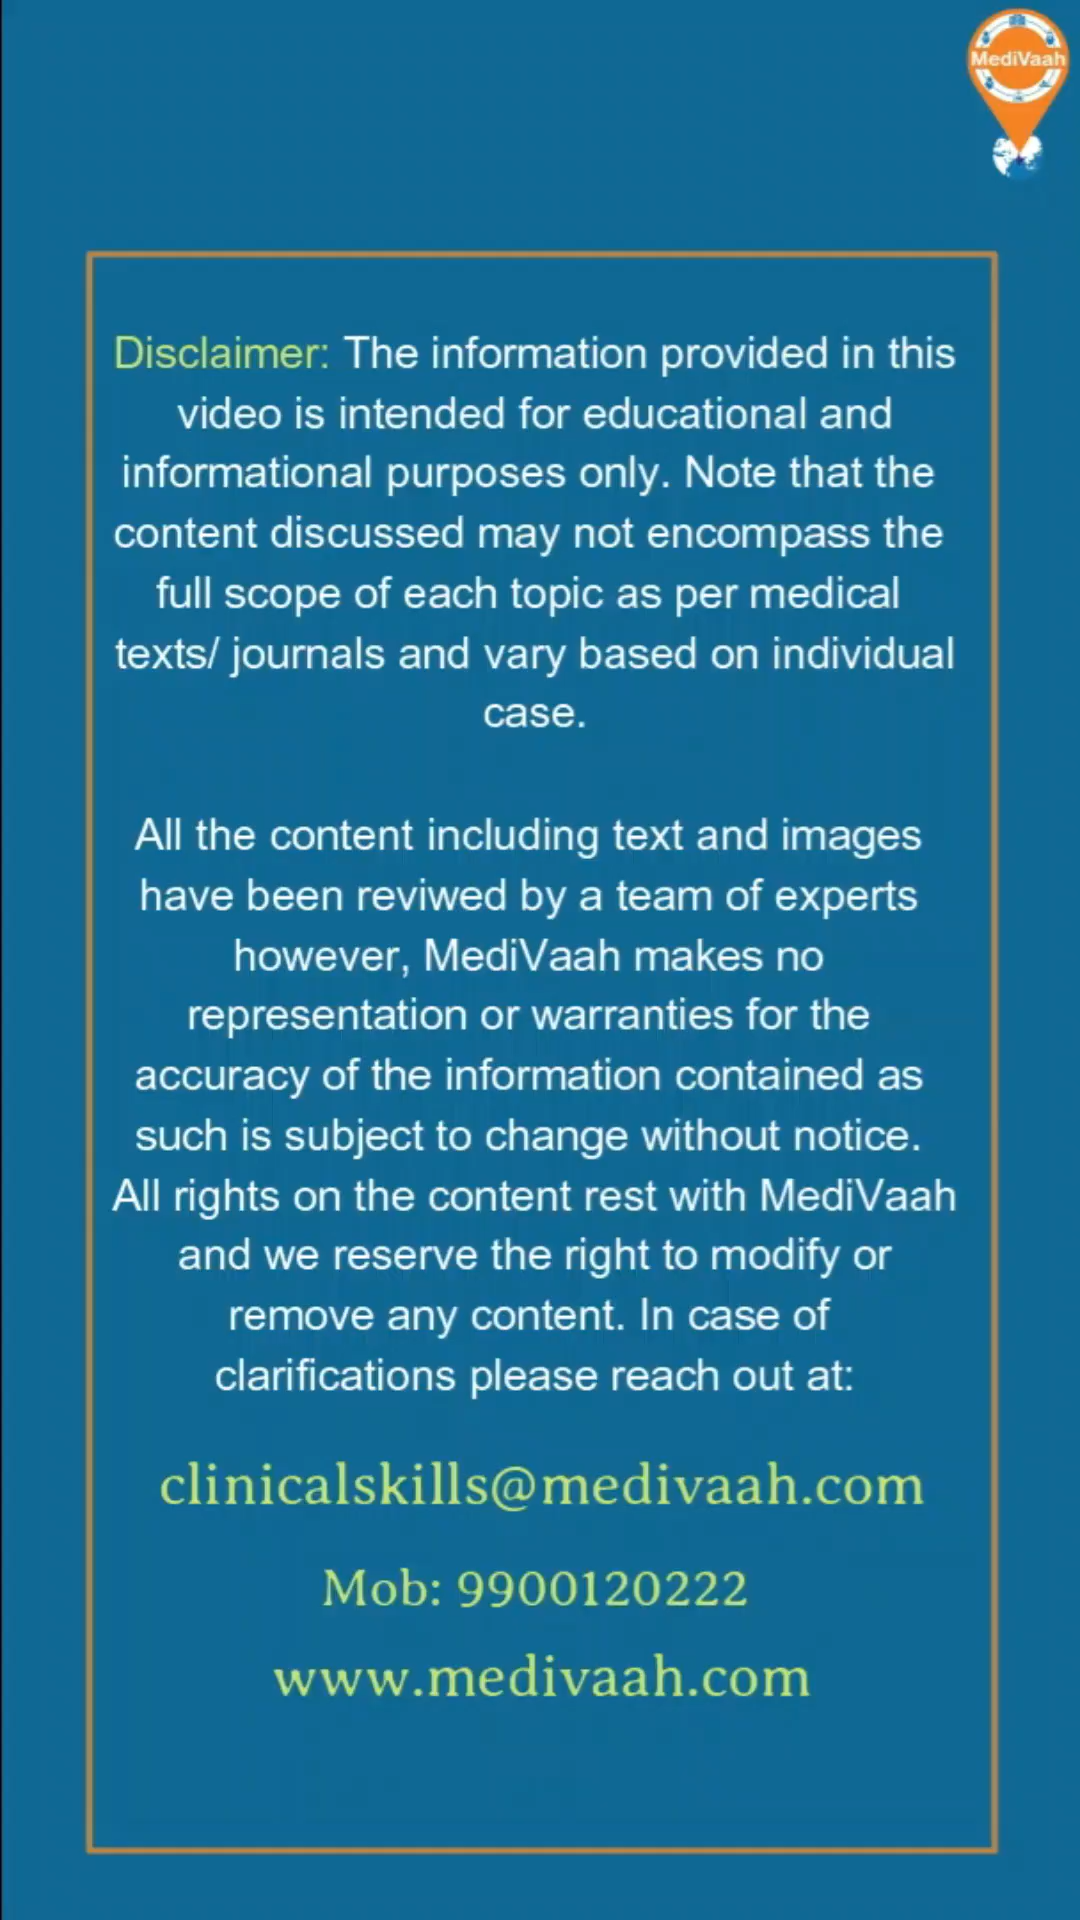 MediVaah
Disclaimer: The information provided in this
video is intended for educational and
informational purposes only. Note that the
content discussed may not encompass the
full scope of each topic as per medical
texts/ journals and vary based on individual
case.
All the content including text and images
have been reviwed by a team of experts
however, MediVaah makes no
representation or warranties for the
accuracy of the information contained as
such is subject to change without notice.
All rights on the content rest with MediVaah
and we reserve the right to modify or
remove any content. In case of
clarifications please reach out at:
clinicalskills@medivaah.com
Mob: 9900120222
www.medivaah.com